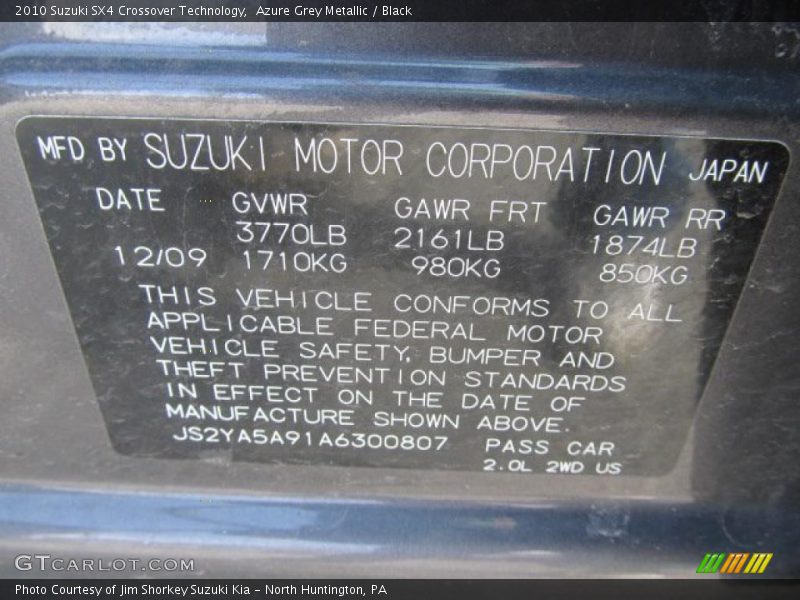 2010 Suzuki SX4 Crossover Technology,  Azure Grey Metallic / Black
MFD BY SUZUKI MOTOR CORPORATION JAPAN
DATE GVWR GAWR FRT GAWR RR
3770LB 2161LB 1874LB
12/09 1710KG 980KG 850KG
THIS VEHICLE CONFORMS TO ALL
APPLICABLE FEDERAL MOTOR
VEHICLE SAFETY, BUMPER AND
THEFT PREVENTION STANDARDS
IN EFFECT ON THE DATE OF
MANUFACTURE SHOWN ABOVE.
JS2YA5A91A6300807 PASS CAR
2.0L 2WD US
GTCARLOT.COM
Photo Courtesy of Jim Shorkey Suzuki Kia - North Huntington, PA